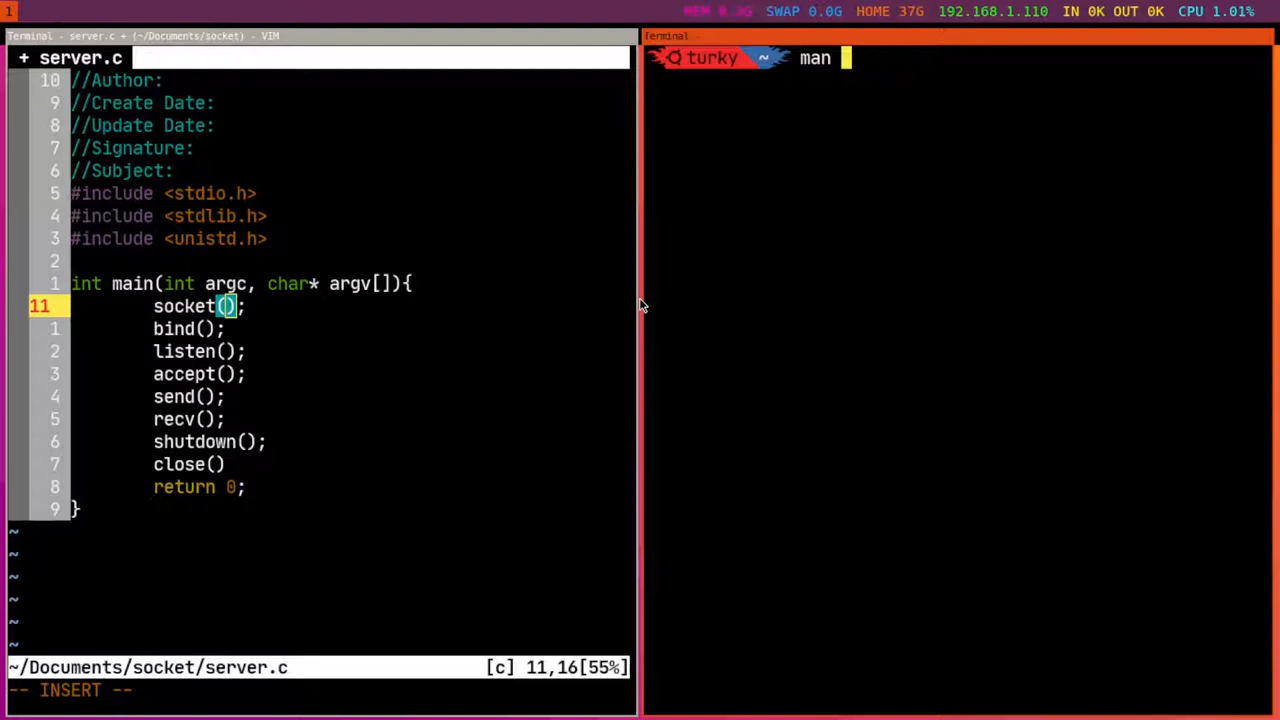 1 MEM 6.3G SWAP 0.0G HOME 37G 192.168.1.110 IN 0K OUT 0K CPU 1.01%
Terminal - server.c + (~/Documents/socket) - VIM
+ server.c
10 //Author:
9 //Create Date:
8 //Update Date:
7 //Signature:
6 //Subject:
5 #include <stdio.h>
4 #include <stdlib.h>
3 #include <unistd.h>
2
1 int main(int argc, char* argv[]){
11 socket();
1 bind();
2 listen();
3 accept();
4 send();
5 recv();
6 shutdown();
7 close()
8 return 0;
9 }
~
~
~
~
~
~
~/Documents/socket/server.c [c] 11,16[55%]
-- INSERT --
Terminal -
turky ~ man